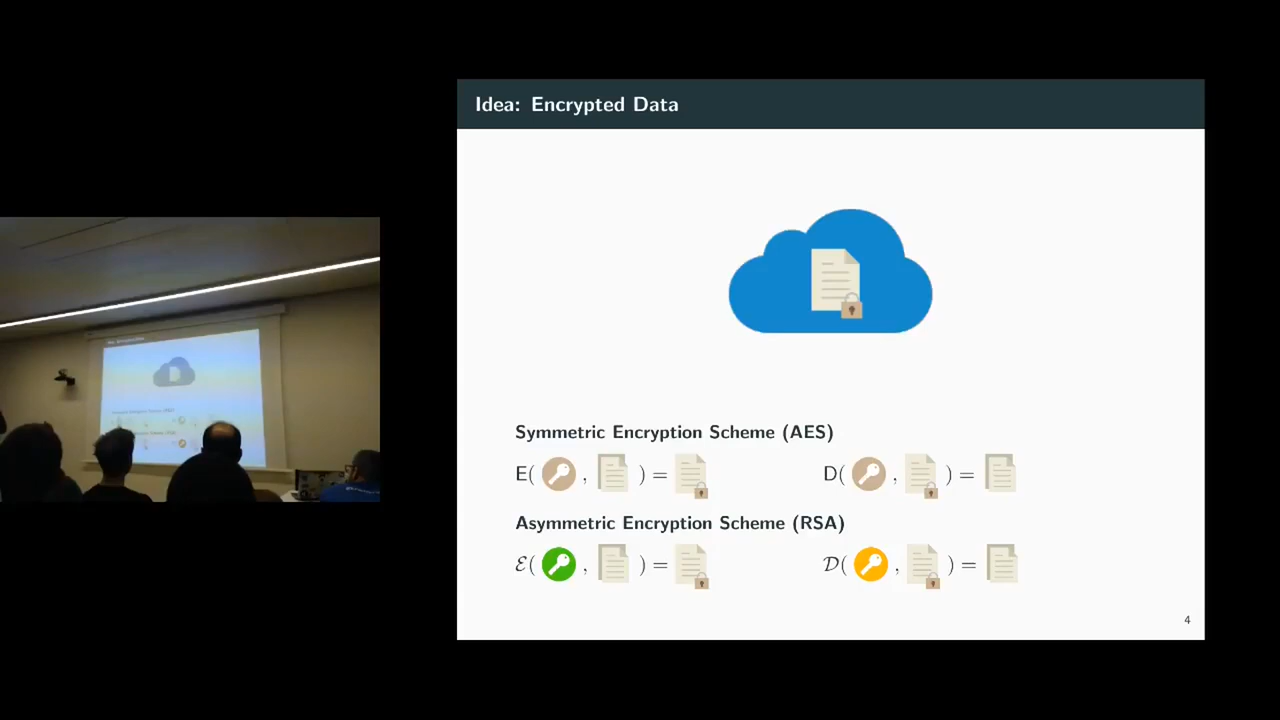 Idea: Encrypted Data
Symmetric Encryption Scheme (AES)
E( , ) = D( , ) =
Asymmetric Encryption Scheme (RSA)
ℰ( , ) = 𝒟( , ) =
4